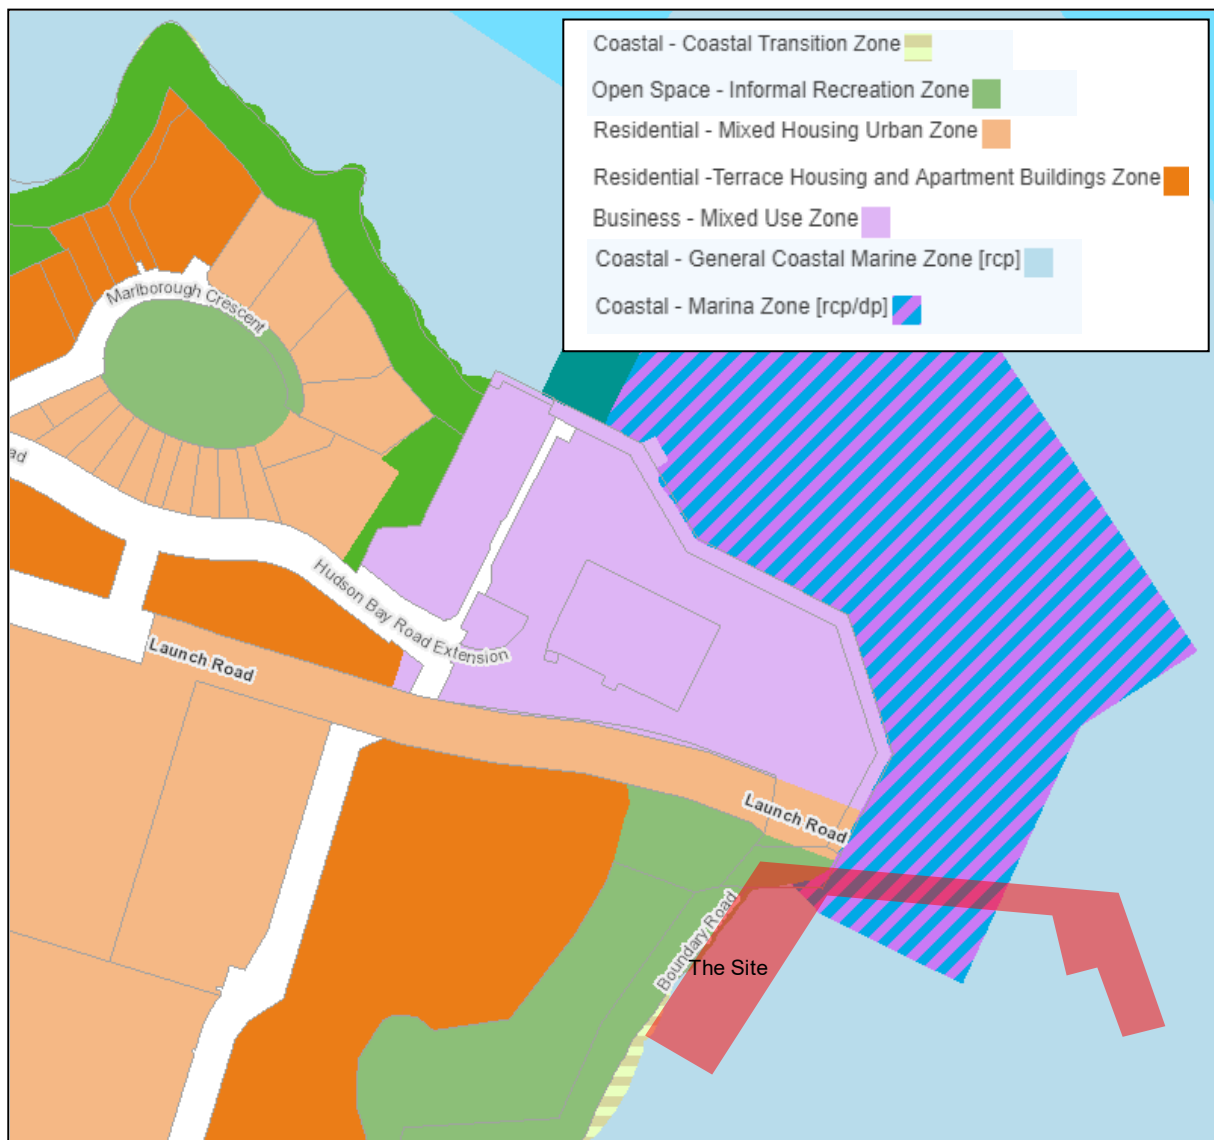 Coastal - Coastal Transition Zone
Open Space - Informal Recreation Zone
Residential - Mixed Housing Urban Zone
Residential -Terrace Housing and Apartment Buildings Zone
Business - Mixed Use Zone
Coastal - General Coastal Marine Zone [rcp]
Coastal - Marina Zone [rcp/dp]
Marlborough Crescent
ad
Hudson Bay Road Extension
Launch Road
Launch Road
Boundary Road
The Site